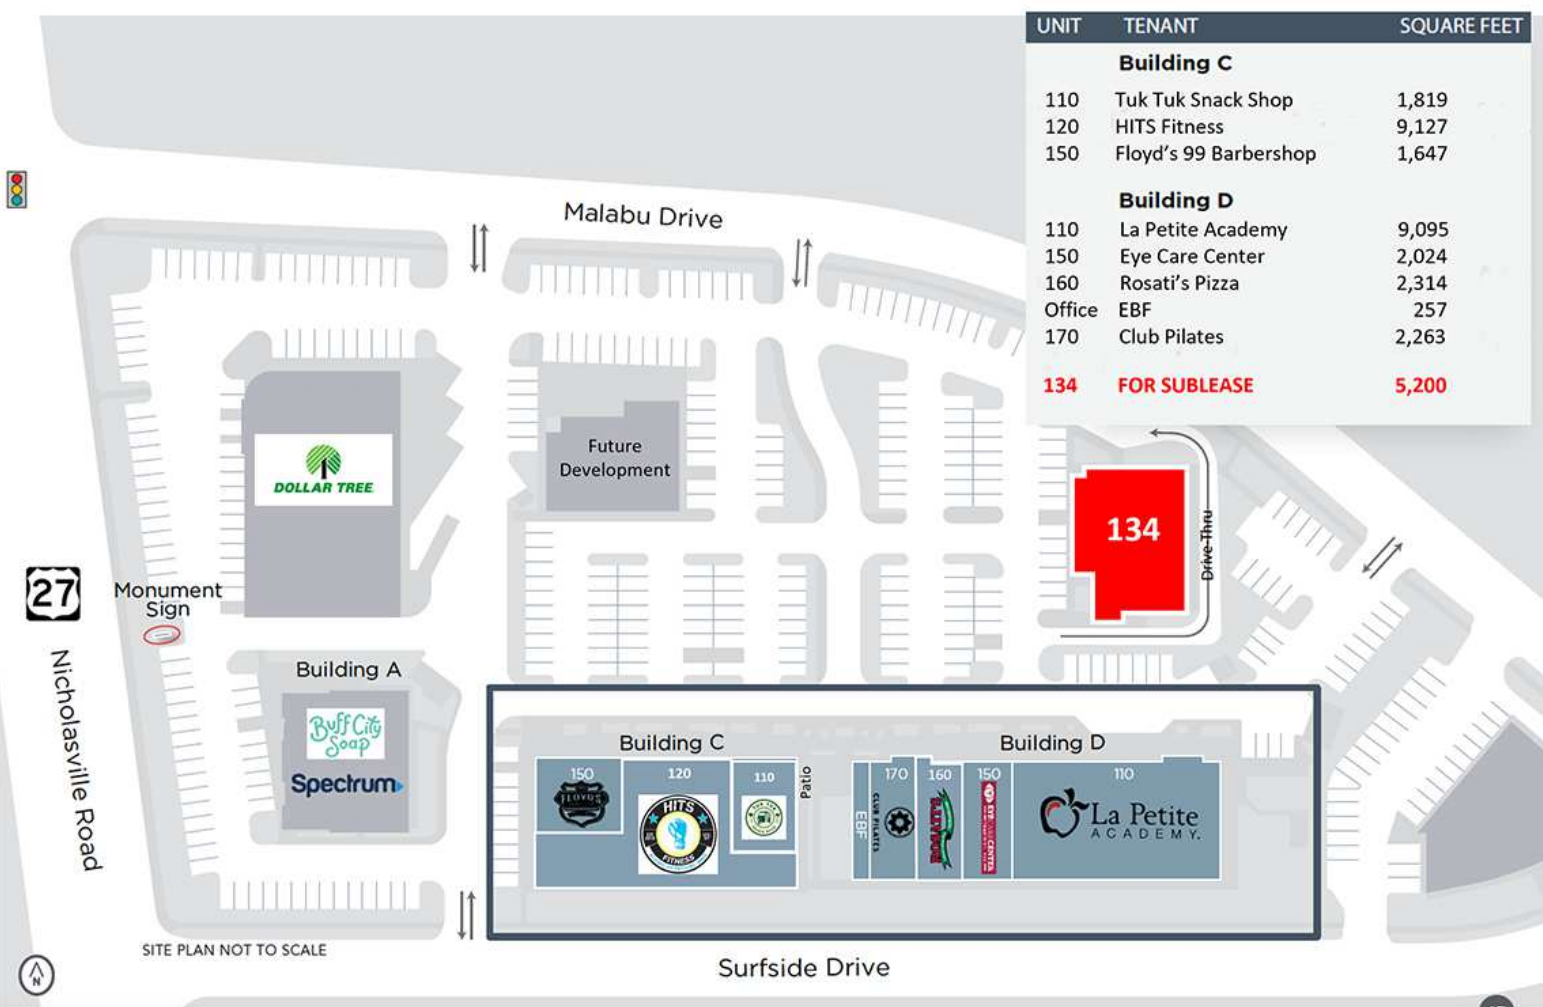 UNIT TENANT SQUARE FEET
Building C
110 Tuk Tuk Snack Shop 1,819
120 HITS Fitness 9,127
150 Floyd's 99 Barbershop 1,647
Building D
110 La Petite Academy 9,095
150 Eye Care Center 2,024
160 Rosati's Pizza 2,314
Office EBF 257
170 Club Pilates 2,263
134 FOR SUBLEASE 5,200
Malabu Drive
DOLLAR TREE
Future
Development
134
Drive-Thru
27
Monument
Sign
Nicholasville Road
Building A
Buff City
Soap
Spectrum
Building C
150
120
HITS
FITNESS
110
Patio
Building D
EBF
170
CLUB PILATES
160
150
EYE CARE CENTER
110
La Petite
ACADEMY.
SITE PLAN NOT TO SCALE
N
Surfside Drive